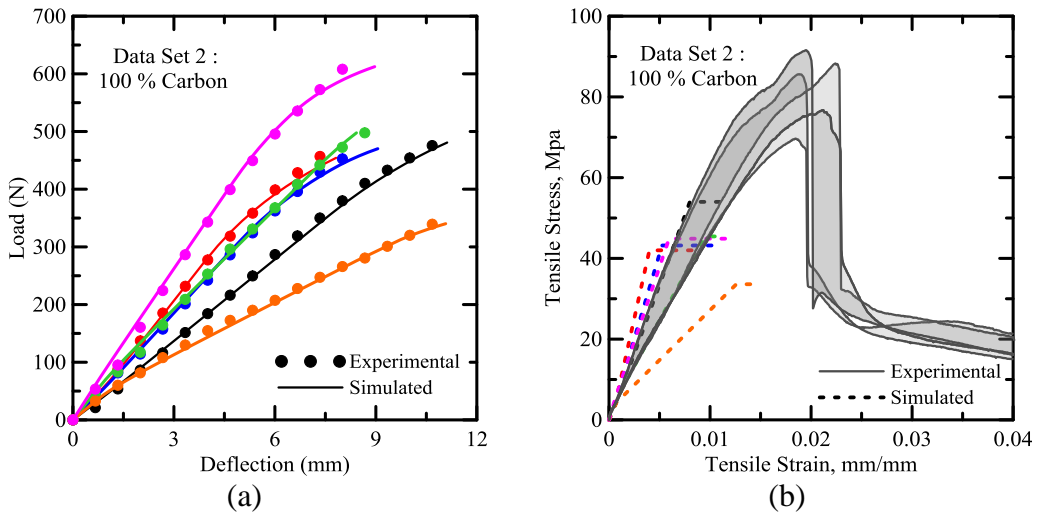 700
600
500
400
300
200
100
0
Load (N)
Data Set 2 :
100 % Carbon
Experimental
Simulated
0
3
6
9
12
Deflection (mm)
(a)
100
80
60
40
20
0
Tensile Stress, Mpa
Data Set 2 :
100 % Carbon
Experimental
Simulated
0
0.01
0.02
0.03
0.04
Tensile Strain, mm/mm
(b)